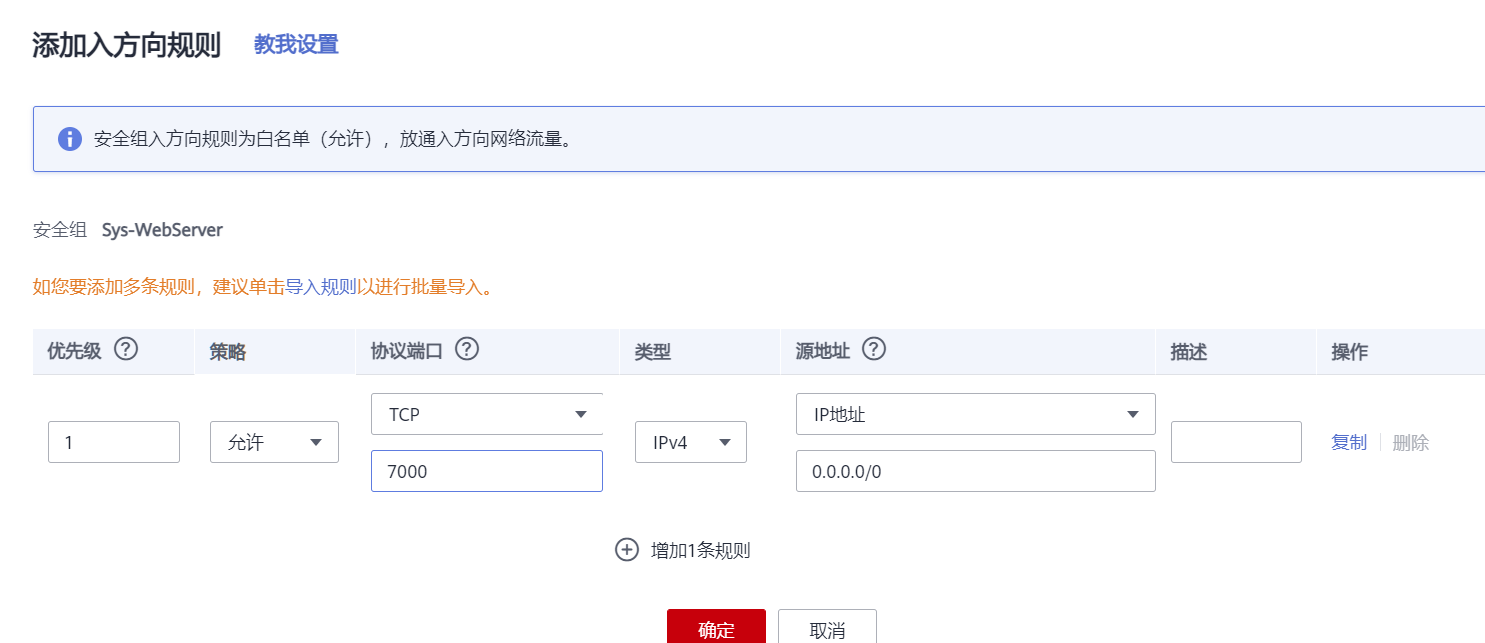 添加入方向规则 教我设置
安全组入方向规则为白名单（允许），放通入方向网络流量。
安全组 Sys-WebServer
如您要添加多条规则，建议单击导入规则以进行批量导入。
优先级 ? 策略 协议端口 ? 类型 源地址 ? 描述 操作
TCP IP地址
1 允许 IPv4 复制 删除
7000 0.0.0.0/0
增加1条规则
确定 取消